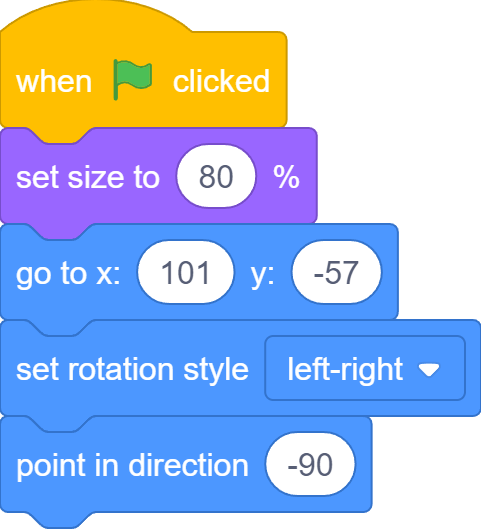 when clicked
set size to 80 %
go to x: 101 y: -57
set rotation style left-right
point in direction -90